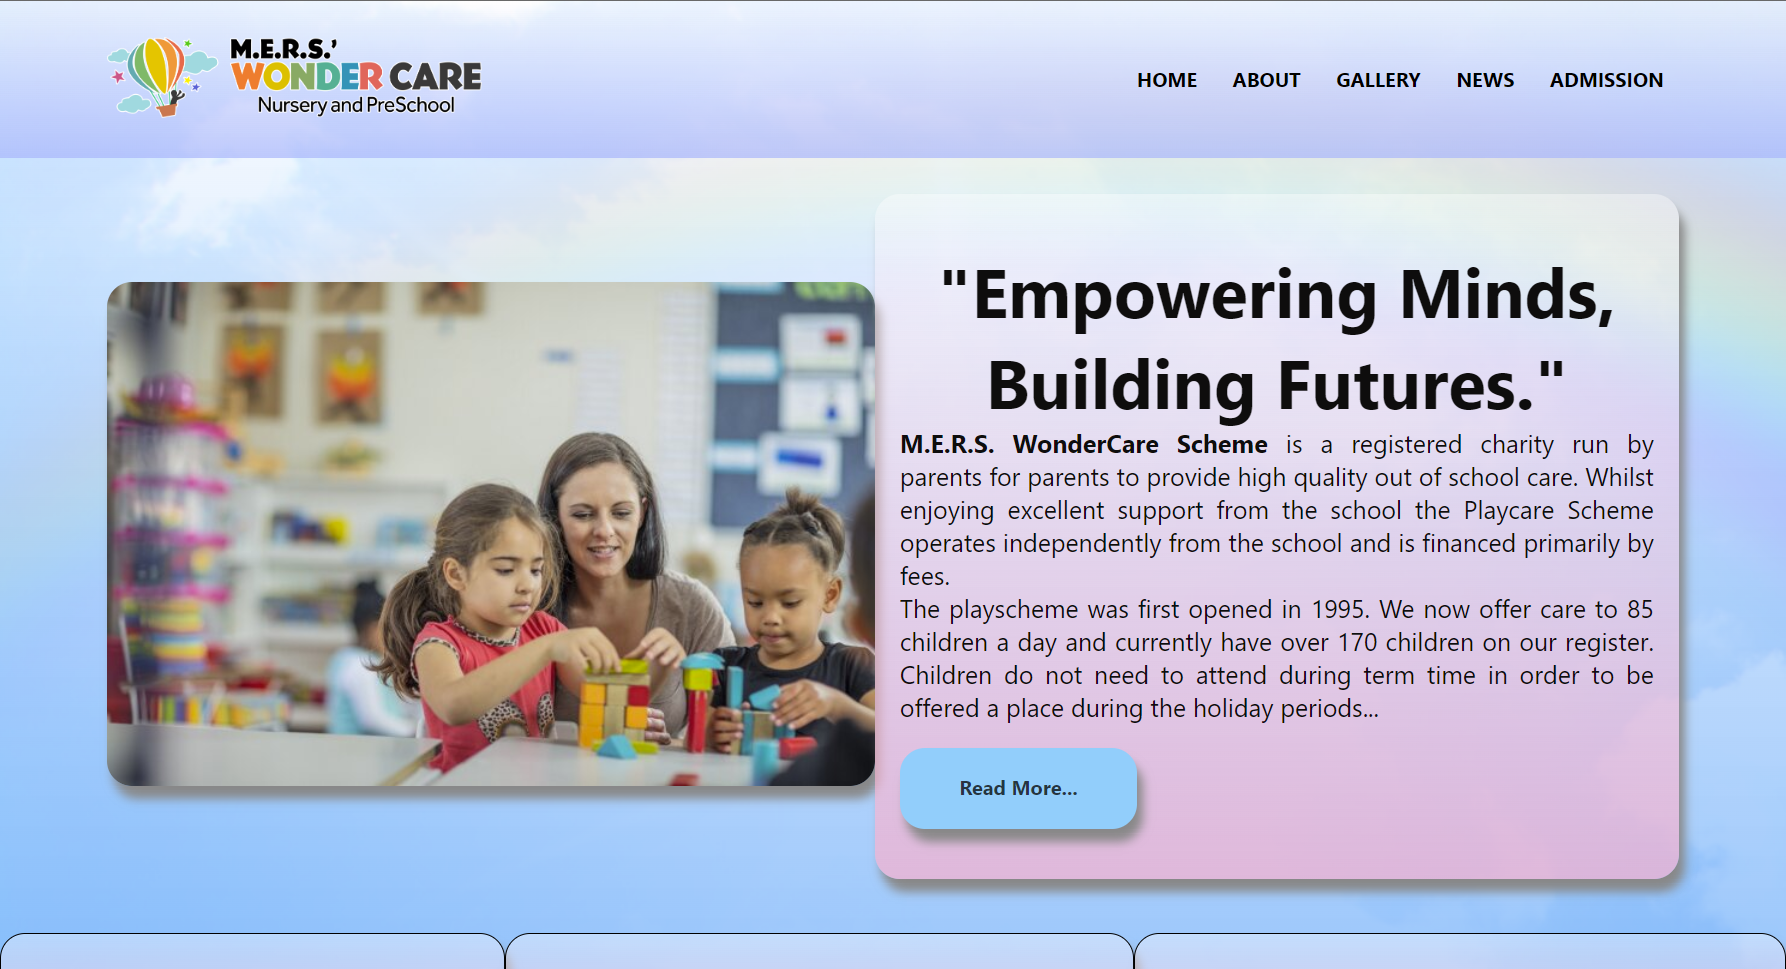 M.E.R.S.'
WONDER CARE
Nursery and PreSchool
HOME ABOUT GALLERY NEWS ADMISSION
"Empowering Minds,
Building Futures."
M.E.R.S. WonderCare Scheme is a registered charity run by
parents for parents to provide high quality out of school care. Whilst
enjoying excellent support from the school the Playcare Scheme
operates independently from the school and is financed primarily by
fees.
The playscheme was first opened in 1995. We now offer care to 85
children a day and currently have over 170 children on our register.
Children do not need to attend during term time in order to be
offered a place during the holiday periods...
Read More...